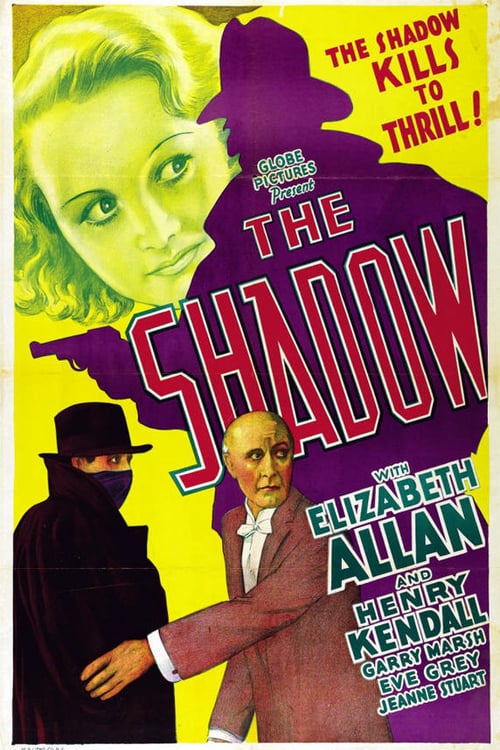 THE SHADOW
KILLS
TO
THRILL!
GLOBE
PICTURES
Present
THE
SHADOW
WITH
ELIZABETH
ALLAN
AND
HENRY
KENDALL
GARRY MARSH
EVE GREY
JEANNE STUART